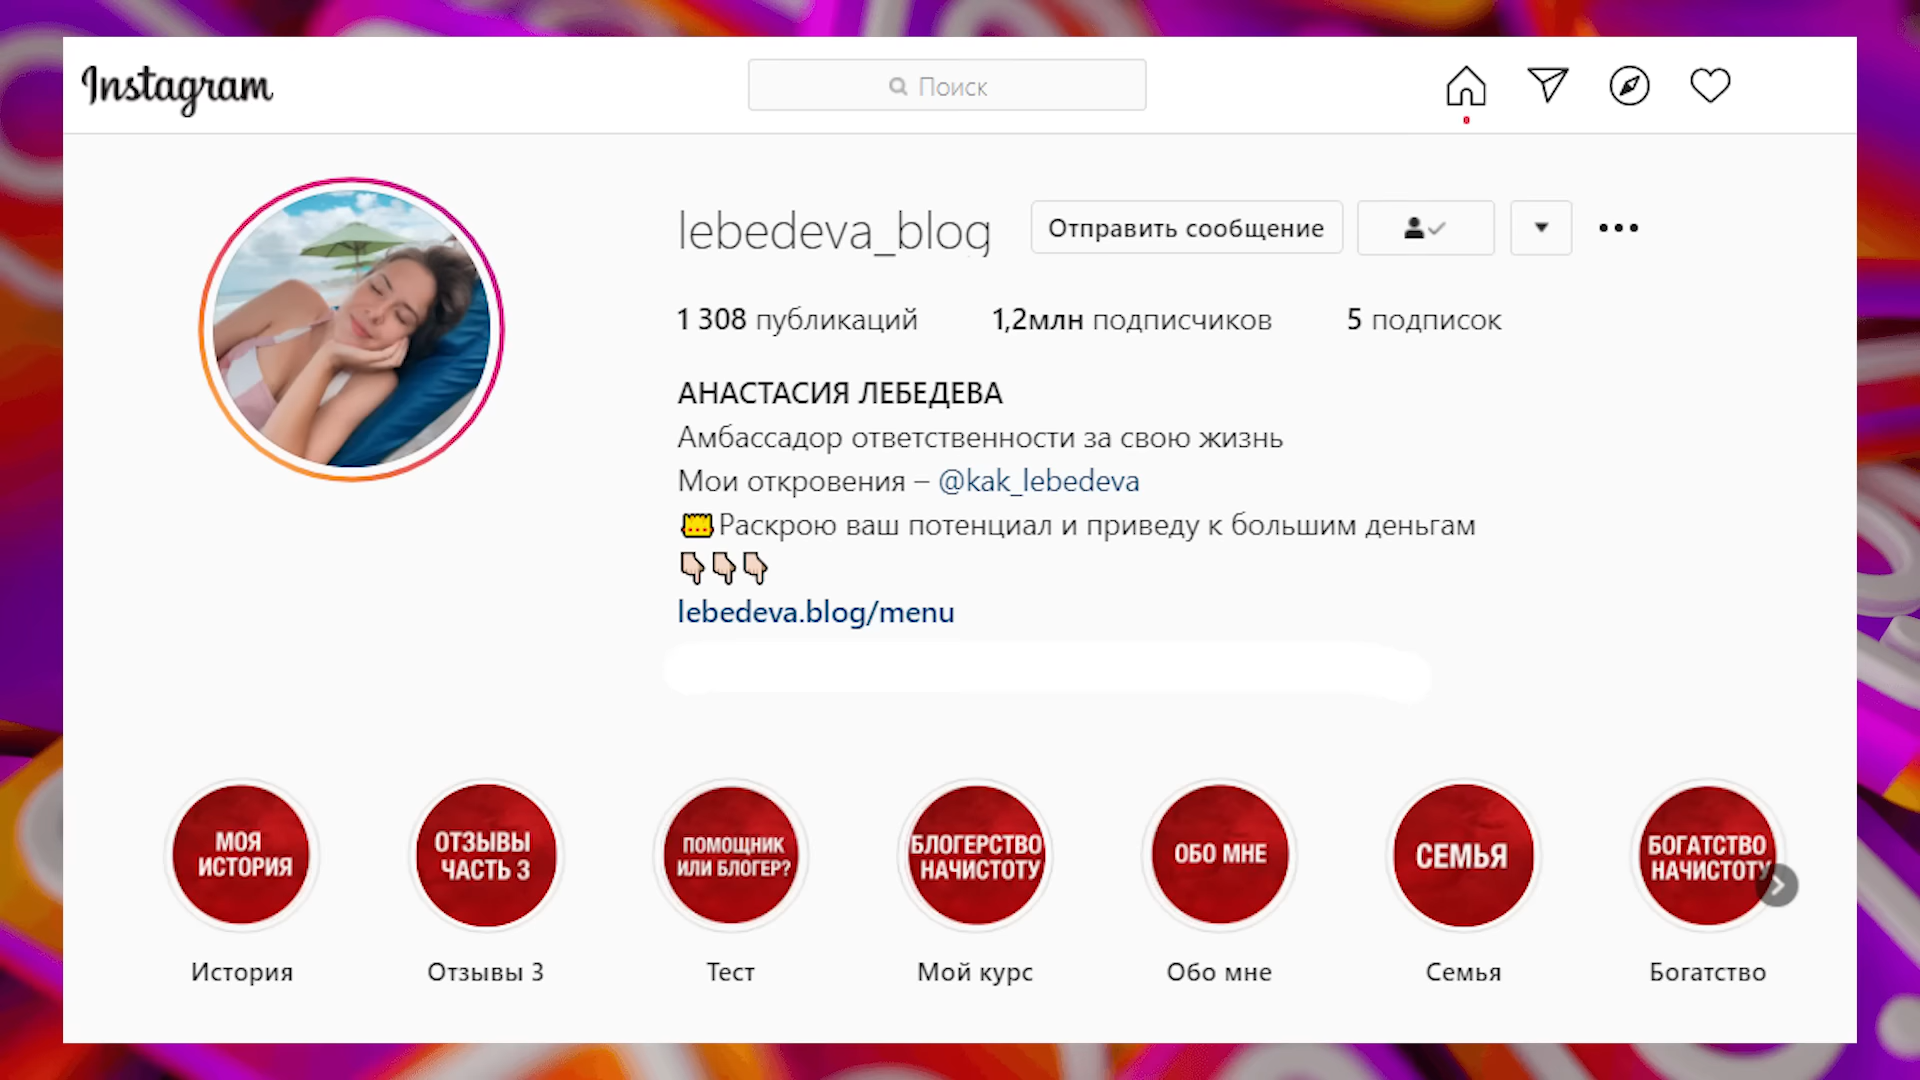 Instagram
Поиск
lebedeva_blog
Отправить сообщение
1 308 публикаций
1,2млн подписчиков
5 подписок
АНАСТАСИЯ ЛЕБЕДЕВА
Амбассадор ответственности за свою жизнь
Мои откровения – @kak_lebedeva
Раскрою ваш потенциал и приведу к большим деньгам
lebedeva.blog/menu
МОЯ
ИСТОРИЯ
ОТЗЫВЫ
ЧАСТЬ 3
ПОМОЩНИК
ИЛИ БЛОГЕР?
БЛОГЕРСТВО
НАЧИСТОТУ
ОБО МНЕ
СЕМЬЯ
БОГАТСТВО
НАЧИСТОТУ
История
Отзывы 3
Тест
Мой курс
Обо мне
Семья
Богатство